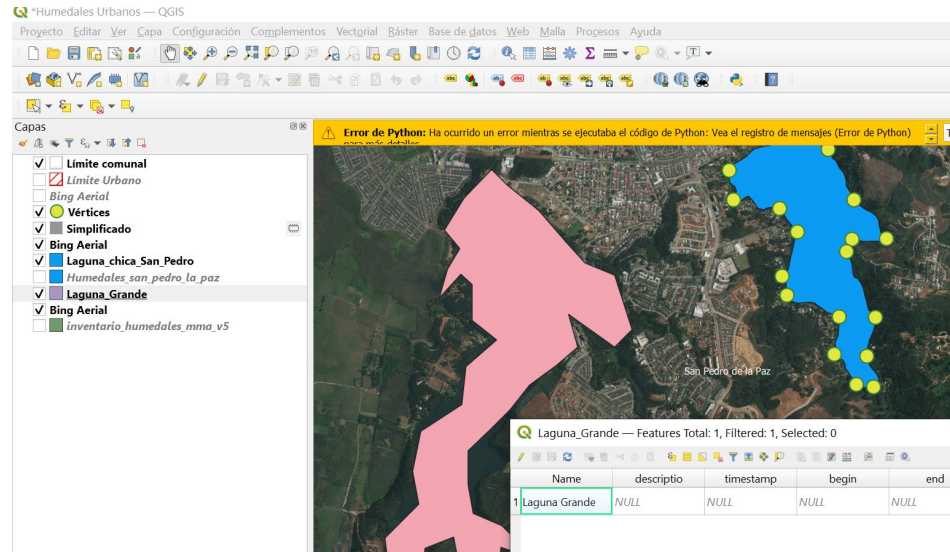 *Humedales Urbanos — QGIS
Proyecto Editar Ver Capa Configuración Complementos Vectorial Ráster Base de datos Web Malla Procesos Ayuda
Capas
Error de Python: Ha ocurrido un error mientras se ejecutaba el código de Python: Vea el registro de mensajes (Error de Python)
para más detalles
Límite comunal
Límite Urbano
Bing Aerial
Vértices
Simplificado
Bing Aerial
Laguna_chica_San_Pedro
Humedales_san_pedro_la_paz
Laguna_Grande
Bing Aerial
inventario_humedales_mma_v5
San Pedro de la Paz
Laguna_Grande — Features Total: 1, Filtered: 1, Selected: 0
Name descriptio timestamp begin end
1 Laguna Grande NULL NULL NULL NULL